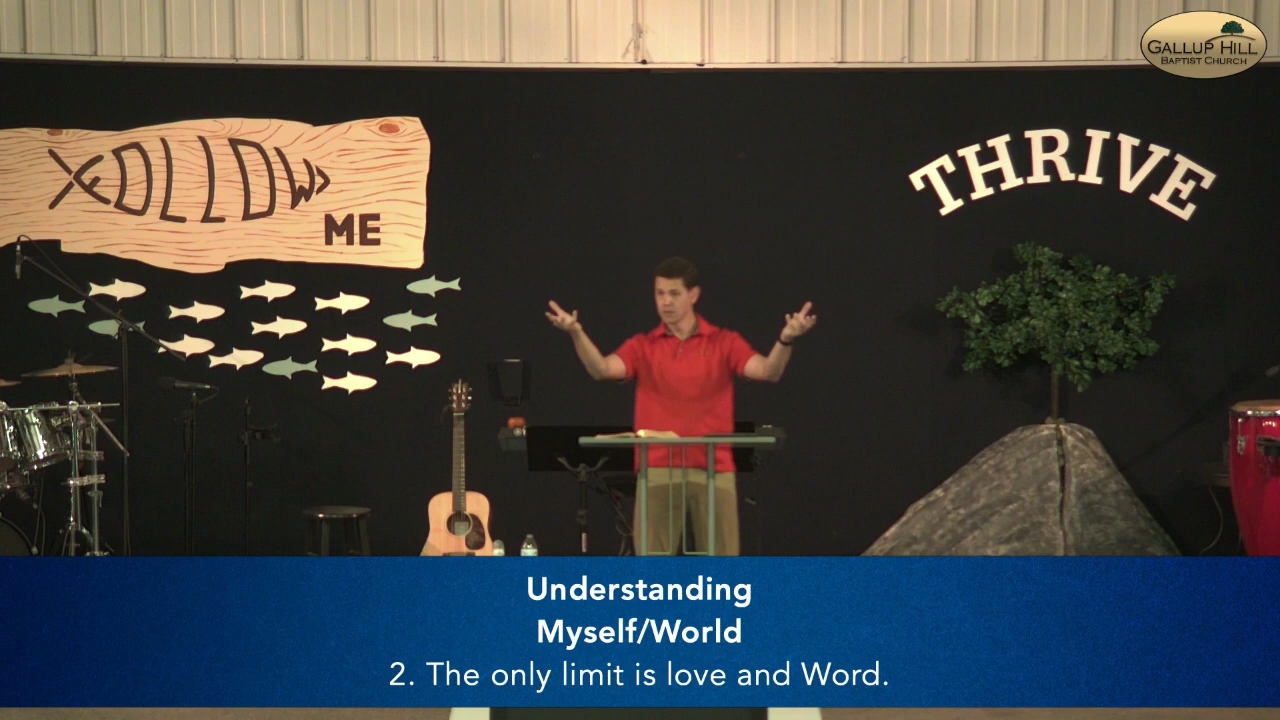 GALLUP HILL
BAPTIST CHURCH
FOLLOW
ME
THRIVE
Understanding
Myself/World
2. The only limit is love and Word.